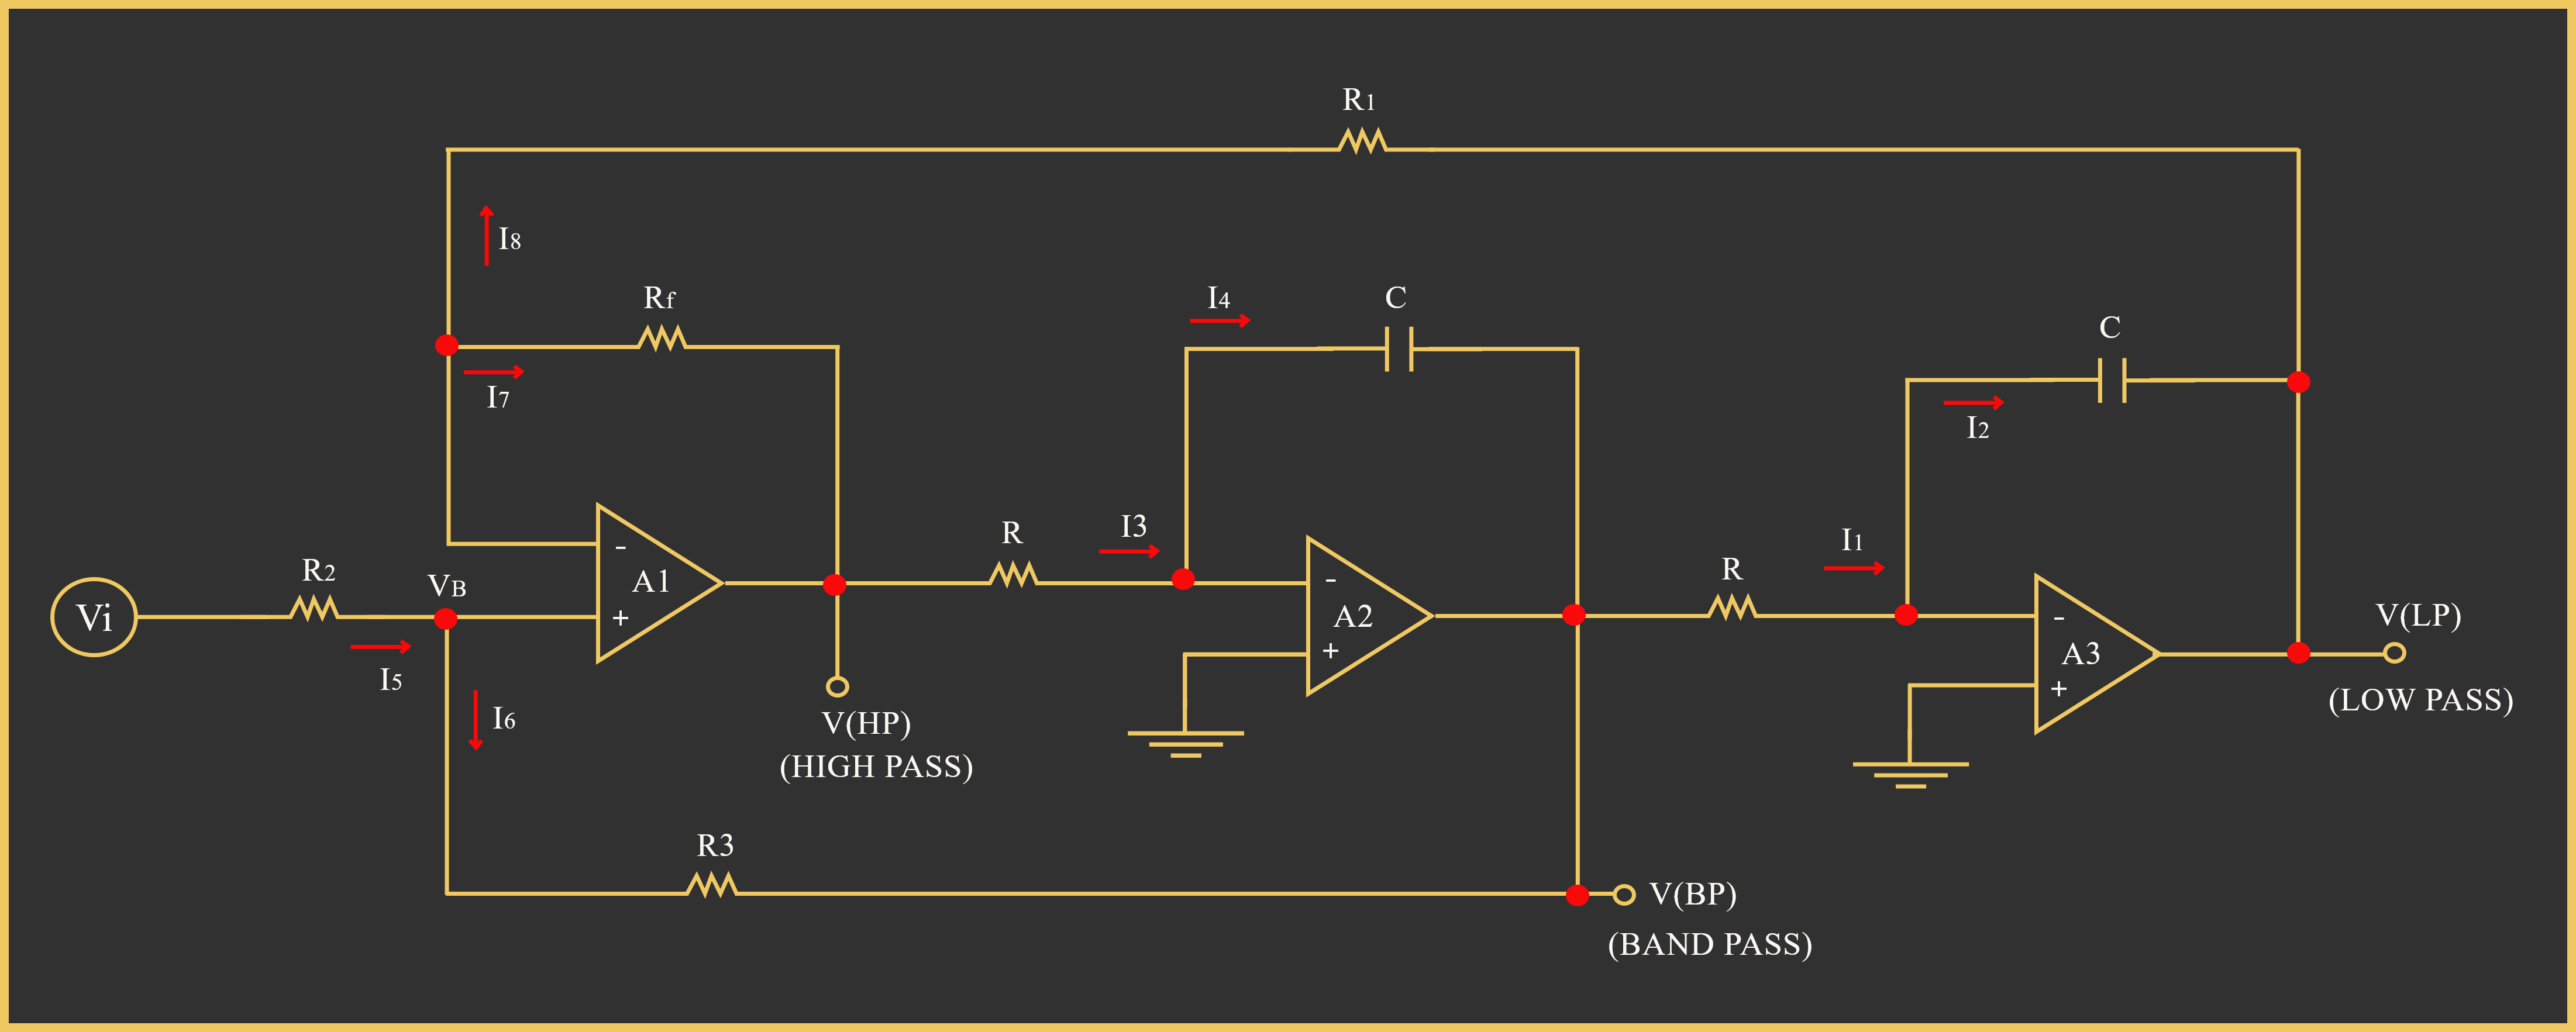 R1
I8
Rf
I7
I4
C
C
I2
R2
VB
Vi
I5
I6
-
A1
+
R
I3
-
A2
+
R
I1
-
A3
+
V(LP)
(LOW PASS)
V(HP)
(HIGH PASS)
R3
V(BP)
(BAND PASS)